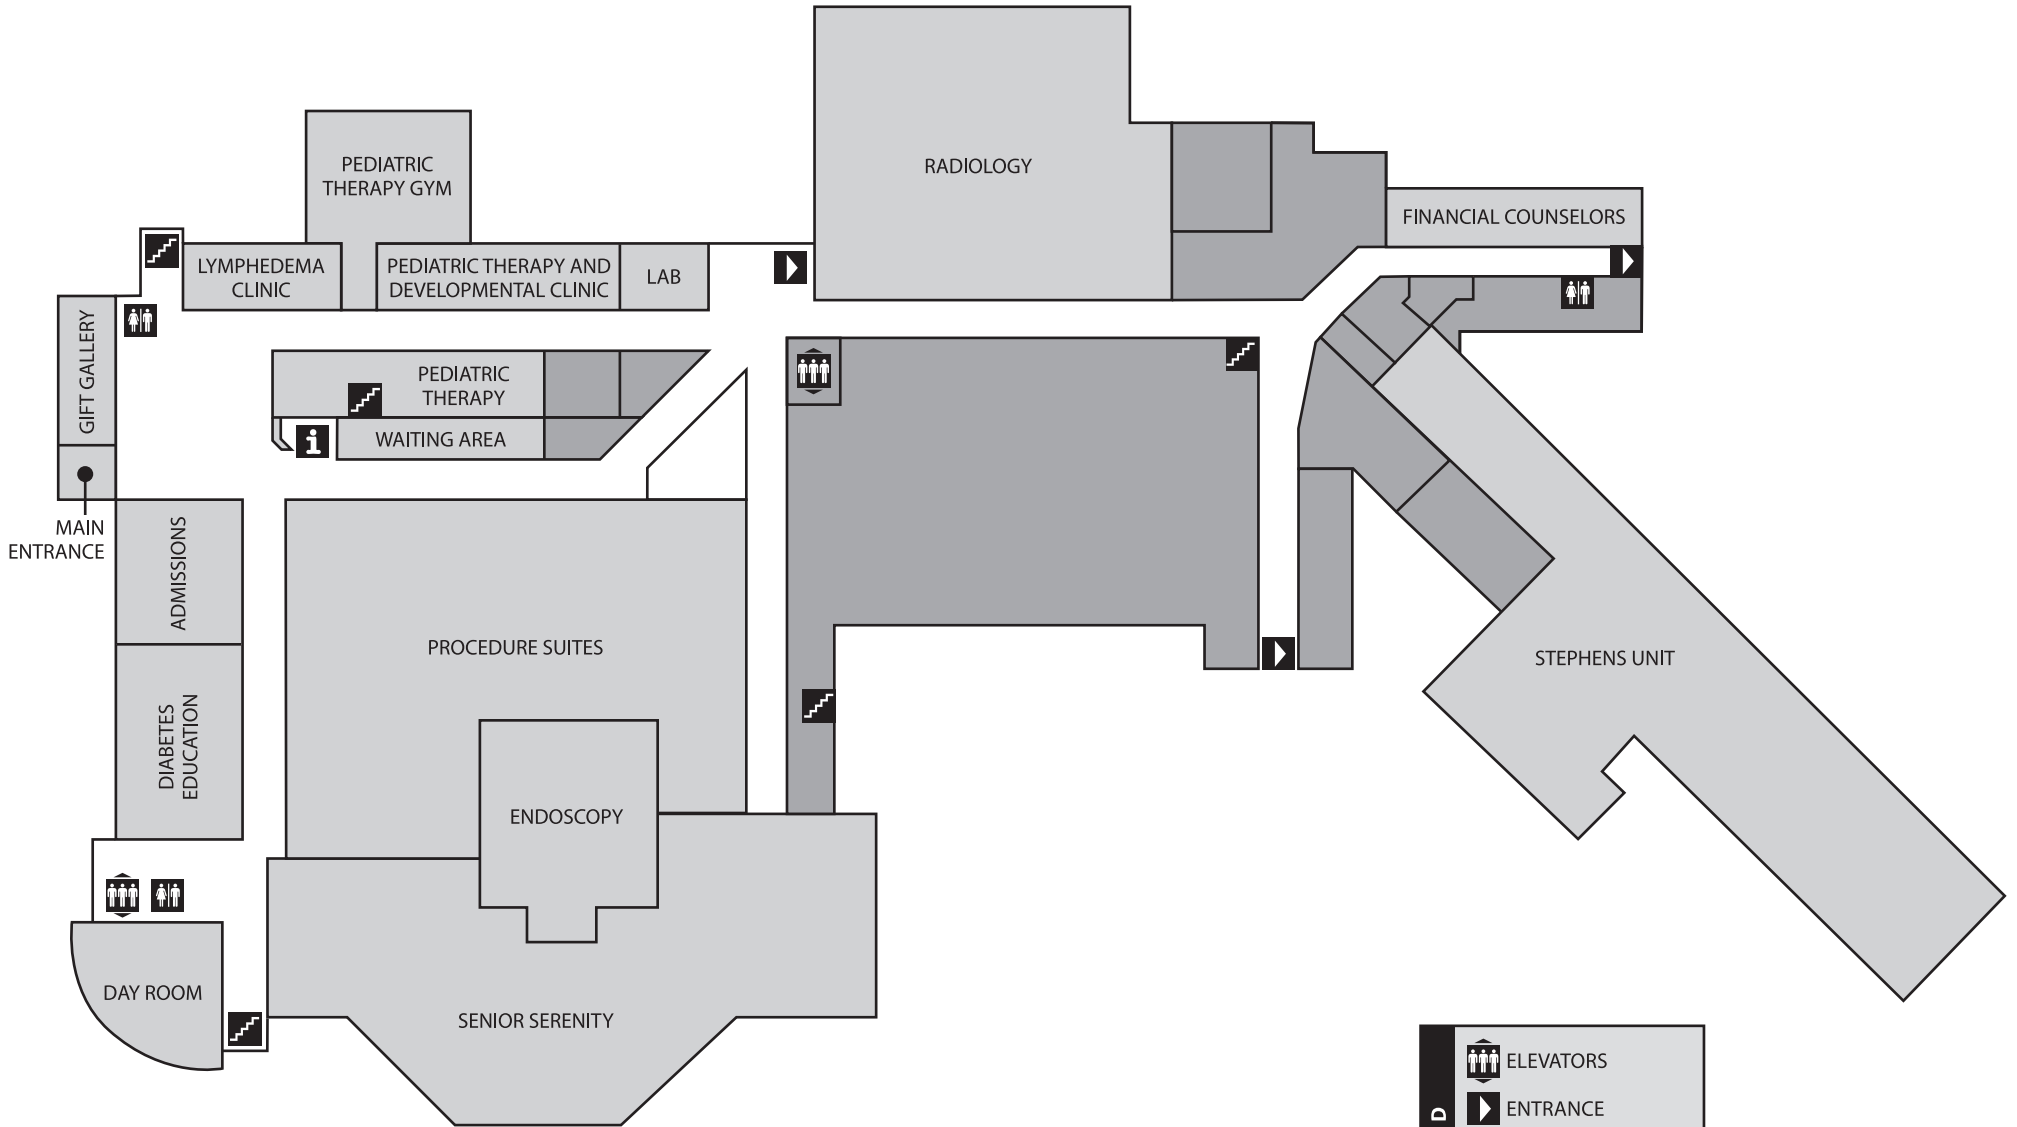 PEDIATRIC
THERAPY GYM
RADIOLOGY
FINANCIAL COUNSELORS
LYMPHEDEMA
CLINIC
PEDIATRIC THERAPY AND
DEVELOPMENTAL CLINIC
LAB
GIFT GALLERY
PEDIATRIC
THERAPY
WAITING AREA
MAIN
ENTRANCE
ADMISSIONS
PROCEDURE SUITES
STEPHENS UNIT
DIABETES
EDUCATION
ENDOSCOPY
DAY ROOM
SENIOR SERENITY
ELEVATORS
ENTRANCE
D